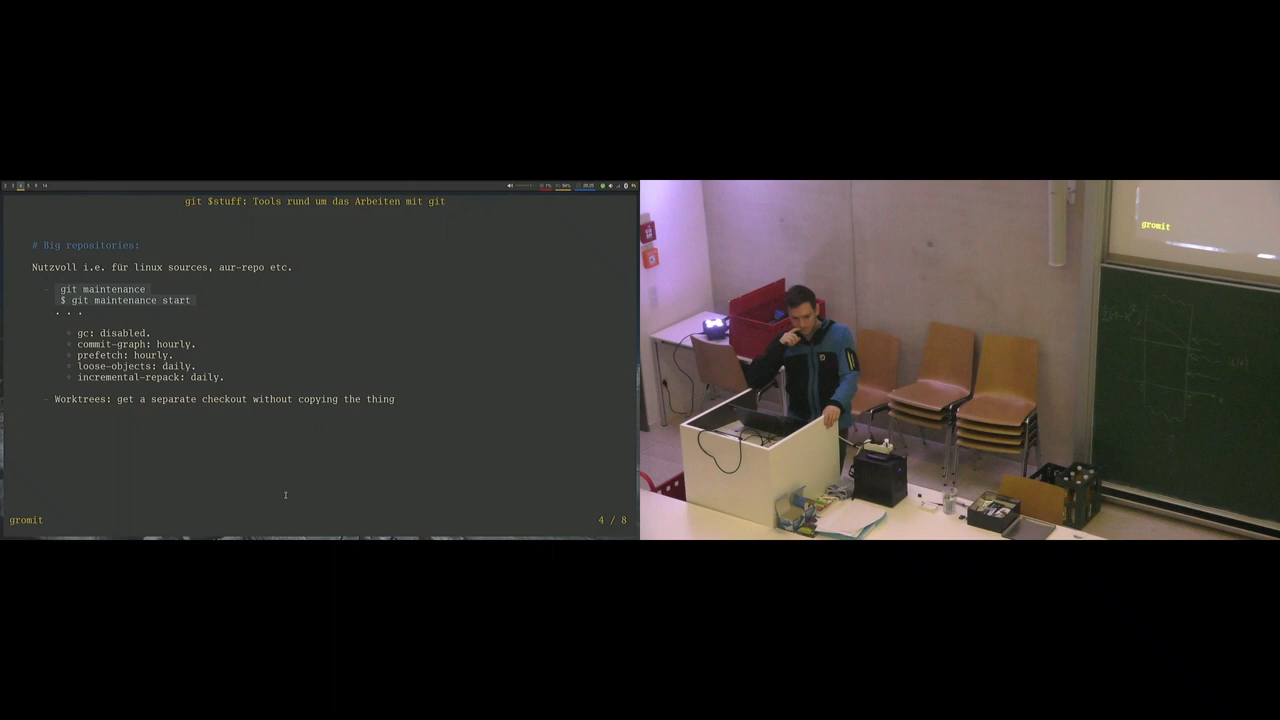 git $stuff: Tools rund um das Arbeiten mit git
# Big repositories:
Nutzvoll i.e. für linux sources, aur-repo etc.
- git maintenance
$ git maintenance start
. . .
gc: disabled.
commit-graph: hourly.
prefetch: hourly.
loose-objects: daily.
incremental-repack: daily.
- Worktrees: get a separate checkout without copying the thing
gromit
4 / 8
gromit